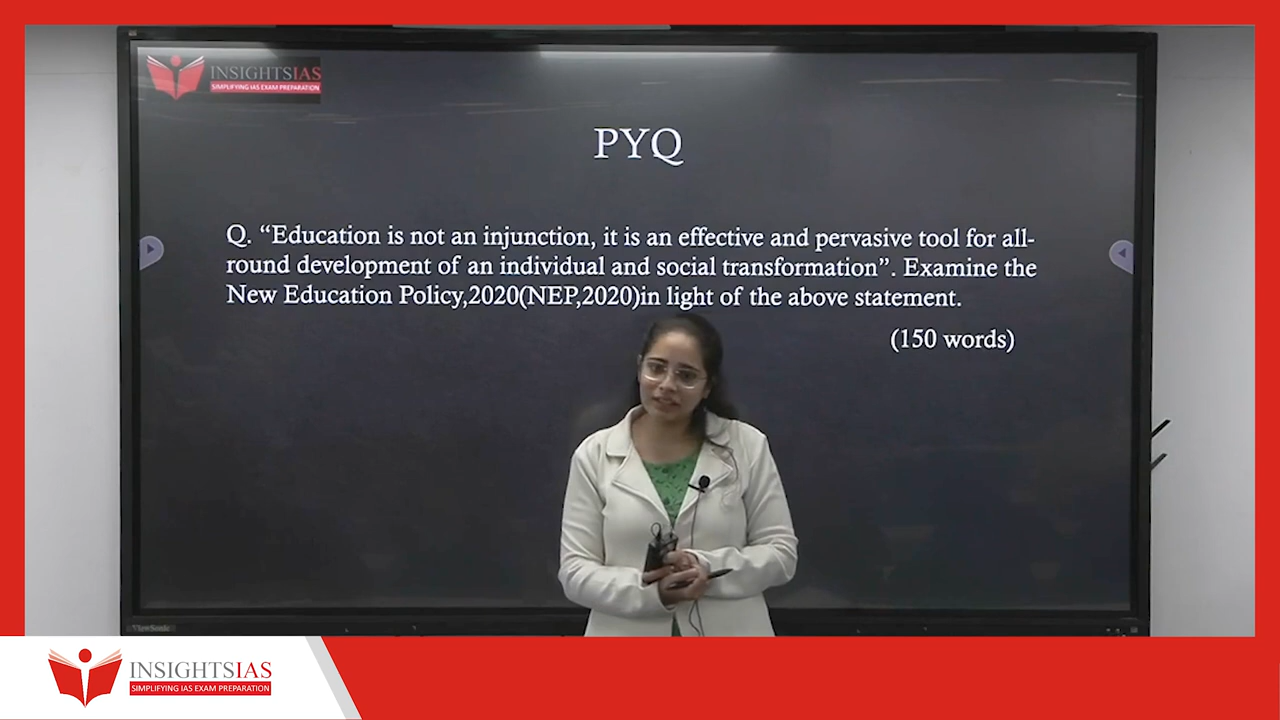 INSIGHTSIAS
SIMPLIFYING IAS EXAM PREPARATION
PYQ
Q. “Education is not an injunction, it is an effective and pervasive tool for all-
round development of an individual and social transformation”. Examine the
New Education Policy,2020(NEP,2020)in light of the above statement.
(150 words)
ViewSonic
INSIGHTSIAS
SIMPLIFYING IAS EXAM PREPARATION